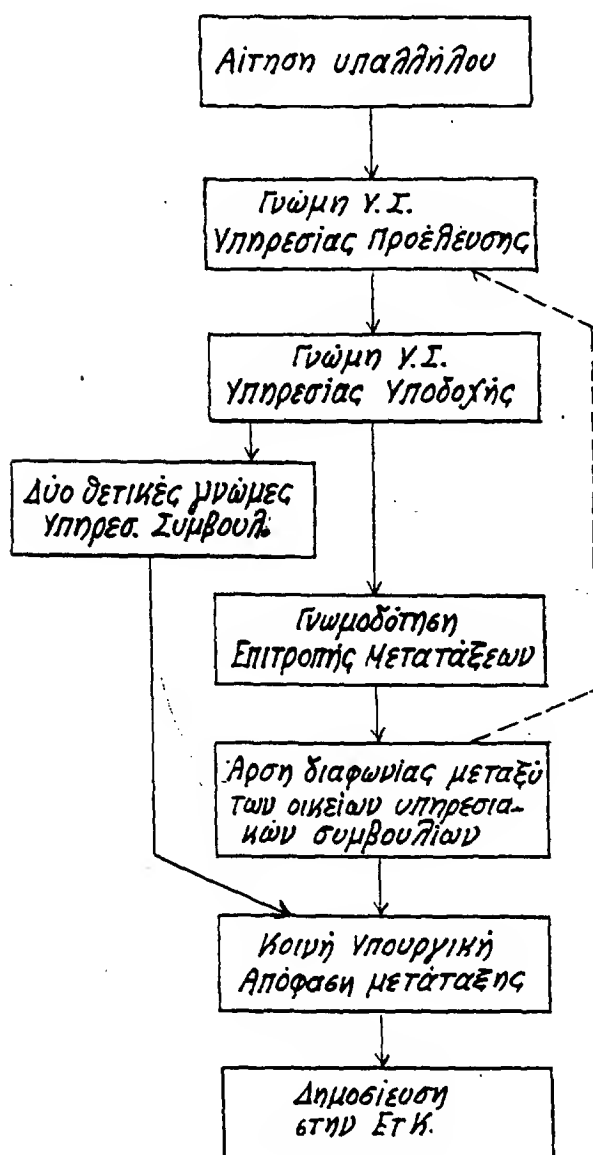 Αίτηση υπαλλήλου
Γνώμη Υ.Σ.
Υπηρεσίας Προέλευσης
Γνώμη Υ.Σ.
Υπηρεσίας Υποδοχής
Δύο θετικές γνώμες
Υπηρεσ. Συμβουλ.
Γνωμοδότηση
Επιτροπής Μετατάξεων
Άρση διαφωνίας μεταξύ
των οικείων υπηρεσια-
κών συμβουλίων
Κοινή Υπουργική
Απόφαση μετάταξης
Δημοσίευση
στην ΕτΚ.